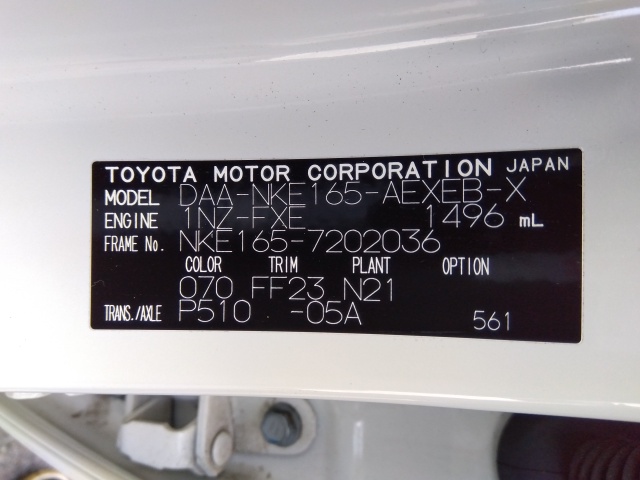 TOYOTA MOTOR CORPORATION JAPAN
MODEL DAA-NKE165-AEXEB-X
ENGINE 1NZ-FXE 1496 mL
FRAME No. NKE165-7202036
COLOR TRIM PLANT OPTION
070 FF23 N21
TRANS./AXLE P510 -05A 561